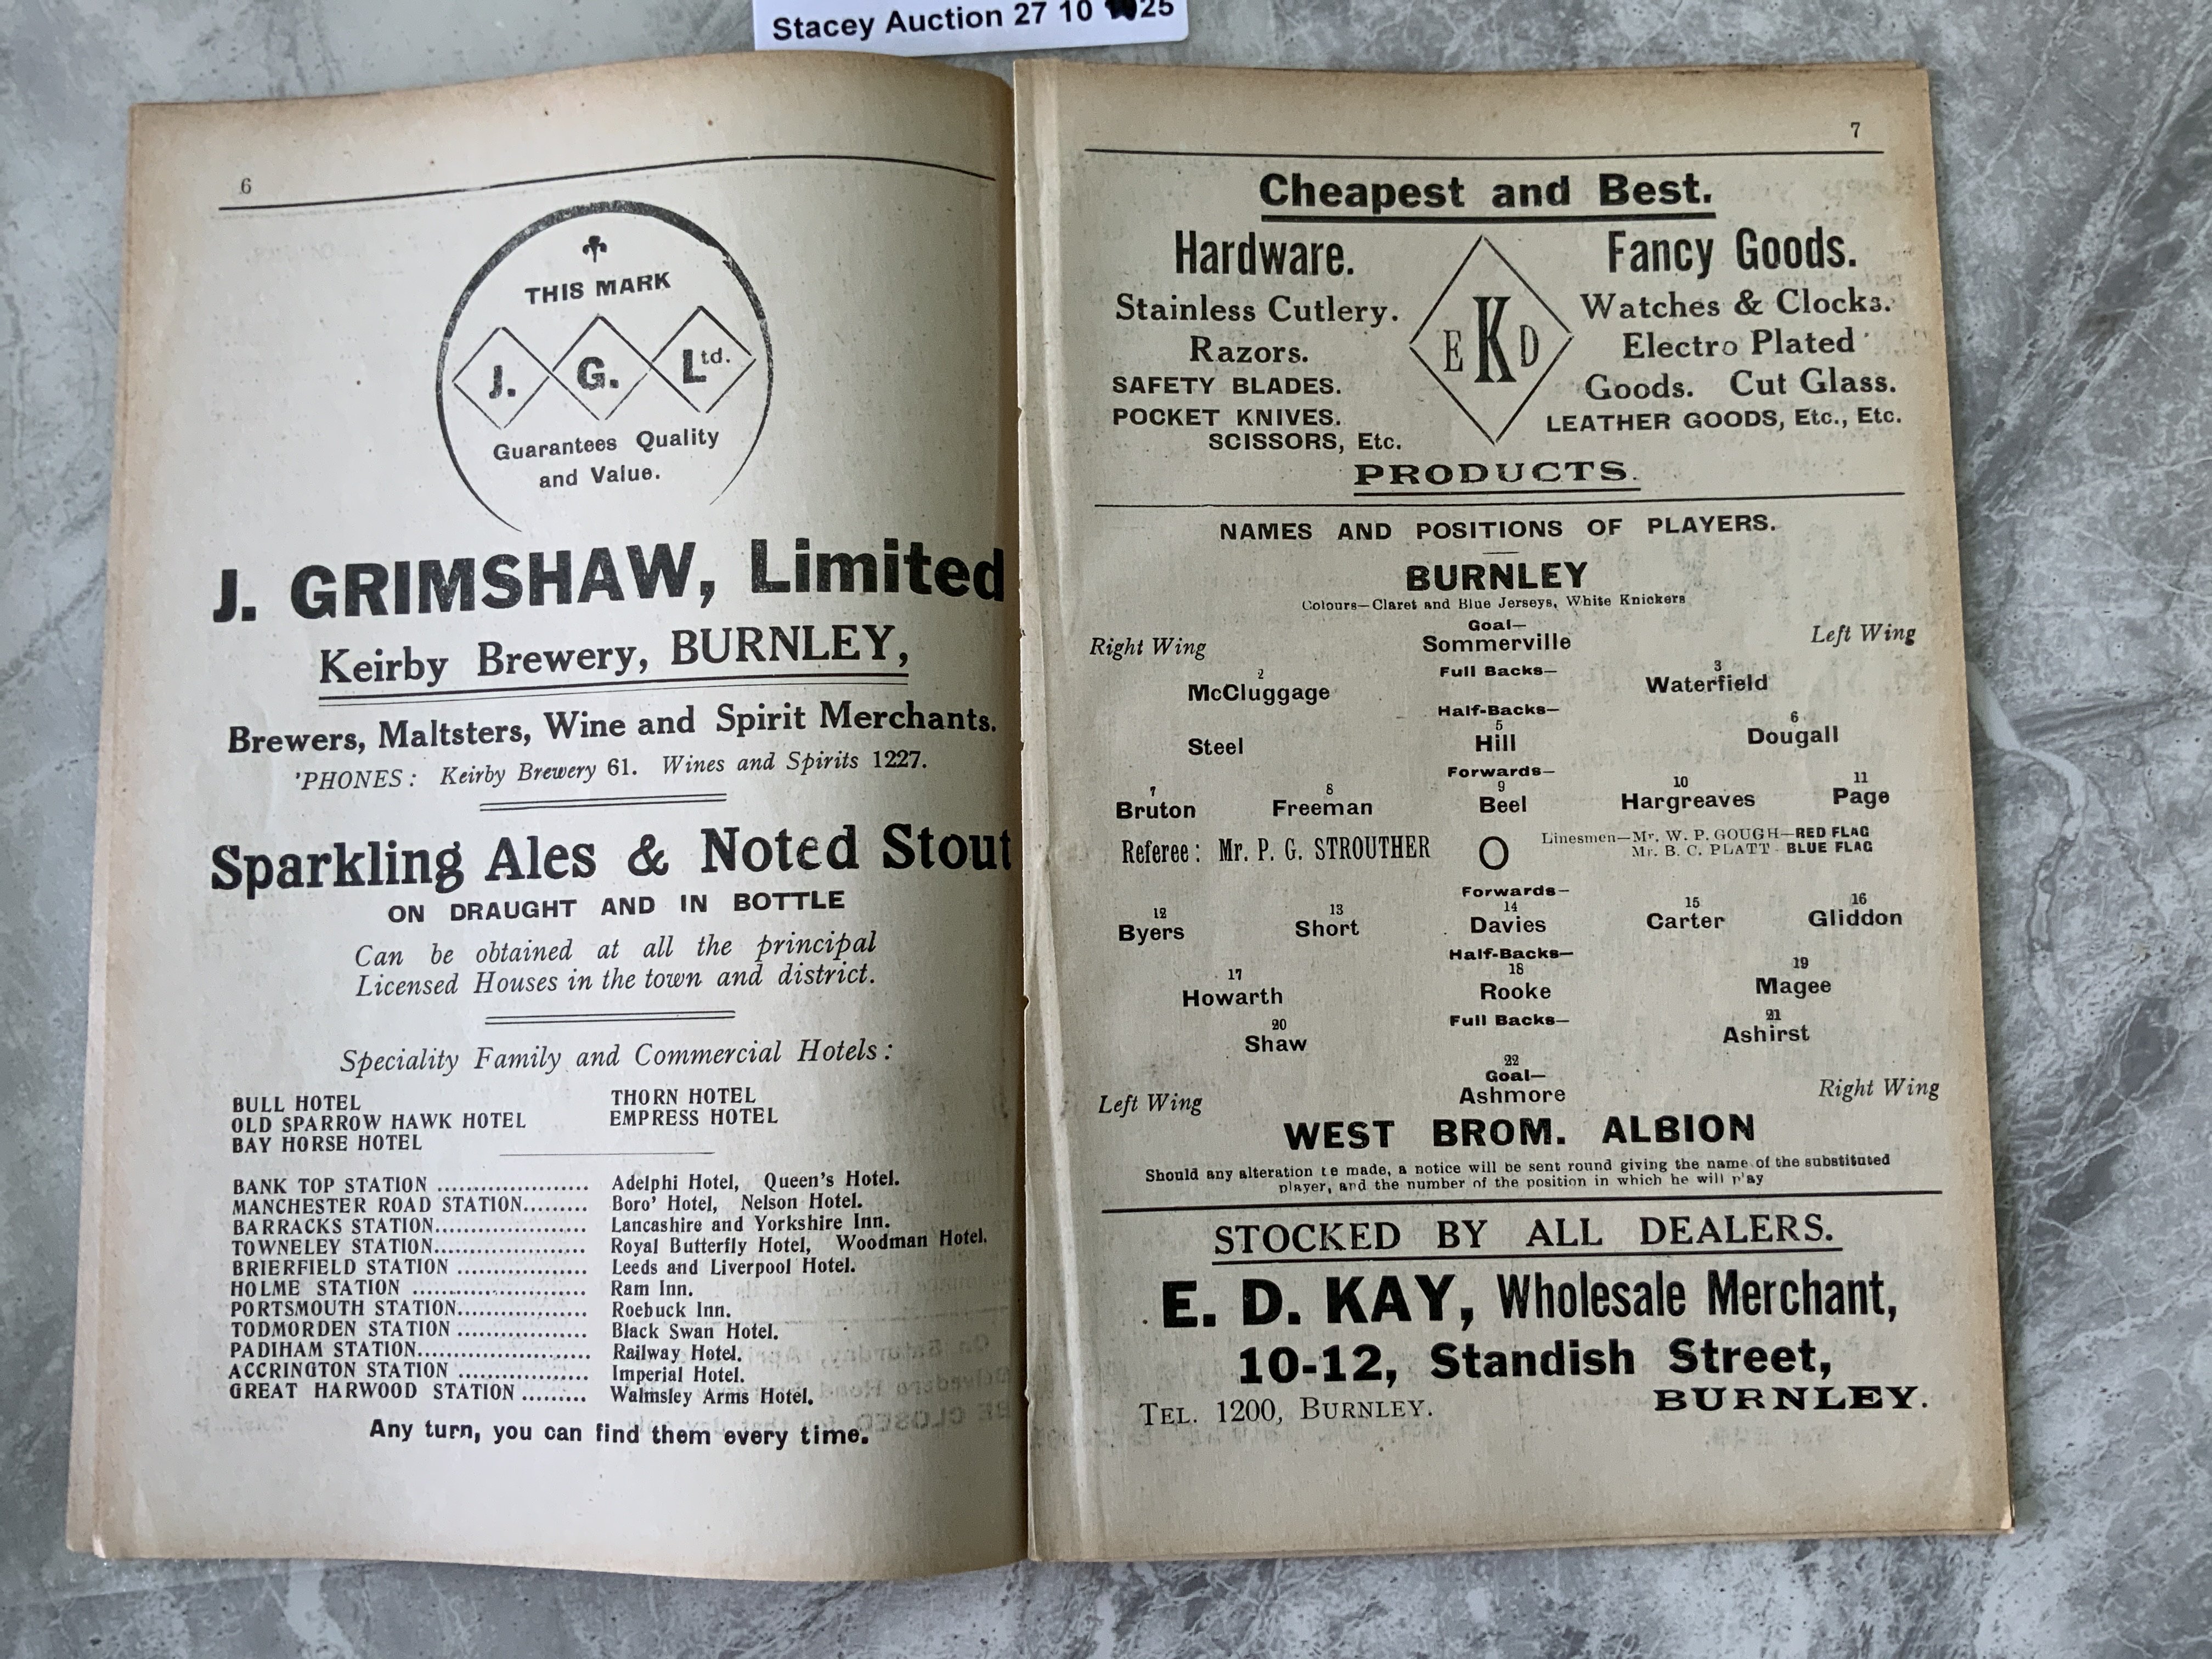 Stacey Auction 27 10 25
6
THIS MARK
J. G. Ltd.
Guarantees Quality
and Value.
J. GRIMSHAW, Limited
Keirby Brewery, BURNLEY,
Brewers, Maltsters, Wine and Spirit Merchants.
'PHONES: Keirby Brewery 61. Wines and Spirits 1227.
Sparkling Ales & Noted Stout
ON DRAUGHT AND IN BOTTLE
Can be obtained at all the principal
Licensed Houses in the town and district.
Speciality Family and Commercial Hotels:
BULL HOTEL THORN HOTEL
OLD SPARROW HAWK HOTEL EMPRESS HOTEL
BAY HORSE HOTEL
BANK TOP STATION ..................... Adelphi Hotel, Queen's Hotel.
MANCHESTER ROAD STATION......... Boro' Hotel, Nelson Hotel.
BARRACKS STATION..................... Lancashire and Yorkshire Inn.
TOWNELEY STATION..................... Royal Butterfly Hotel, Woodman Hotel.
BRIERFIELD STATION .................. Leeds and Liverpool Hotel.
HOLME STATION ........................ Ram Inn.
PORTSMOUTH STATION.................. Roebuck Inn.
TODMORDEN STATION .................. Black Swan Hotel.
PADIHAM STATION........................ Railway Hotel.
ACCRINGTON STATION .................. Imperial Hotel.
GREAT HARWOOD STATION ......... Walmsley Arms Hotel.
Any turn, you can find them every time.
7
Cheapest and Best.
Hardware. Fancy Goods.
Stainless Cutlery. Watches & Clocks.
Razors. EKD Electro Plated
SAFETY BLADES. Goods. Cut Glass.
POCKET KNIVES. LEATHER GOODS, Etc., Etc.
SCISSORS, Etc.
PRODUCTS.
NAMES AND POSITIONS OF PLAYERS.
BURNLEY
Colours—Claret and Blue Jerseys, White Knickers
Goal—
Right Wing Sommerville Left Wing
2 Full Backs— 3
McCluggage Waterfield
Half-Backs—
5 6
Steel Hill Dougall
Forwards—
7 8 9 10 11
Bruton Freeman Beel Hargreaves Page
Referee: Mr. P. G. STROUTHER O Linesmen—Mr. W. P. GOUGH—RED FLAG
Mr. B. C. PLATT - BLUE FLAG
Forwards—
12 13 14 15 16
Byers Short Davies Carter Gliddon
Half-Backs—
17 18 19
Howarth Rooke Magee
20 Full Backs— 21
Shaw Ashirst
22
Goal—
Left Wing Ashmore Right Wing
WEST BROM. ALBION
Should any alteration te made, a notice will be sent round giving the name of the substituted
player, and the number of the position in which he will p'ay
STOCKED BY ALL DEALERS.
E. D. KAY, Wholesale Merchant,
10-12, Standish Street,
TEL. 1200, BURNLEY. BURNLEY.